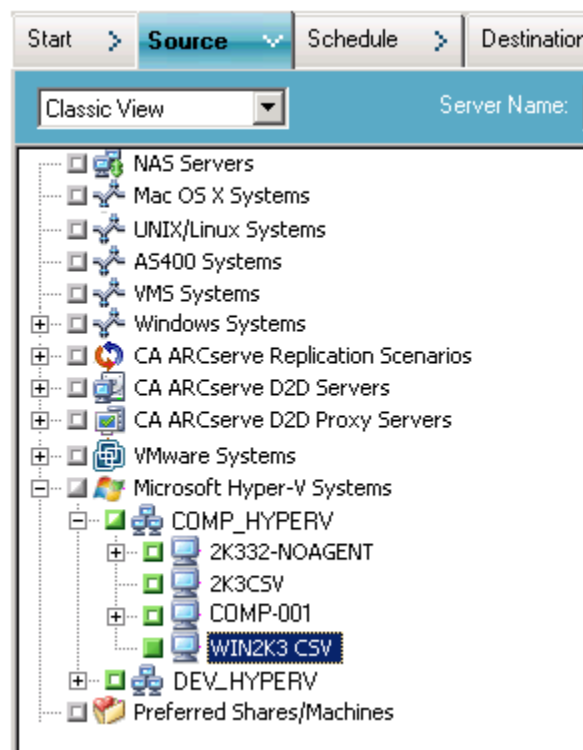 Start Source Schedule Destination
Classic View Server Name:
NAS Servers
Mac OS X Systems
UNIX/Linux Systems
AS400 Systems
VMS Systems
Windows Systems
CA ARCserve Replication Scenarios
CA ARCserve D2D Servers
CA ARCserve D2D Proxy Servers
VMware Systems
Microsoft Hyper-V Systems
COMP_HYPERV
2K332-NOAGENT
2K3CSV
COMP-001
WIN2K3 CSV
DEV_HYPERV
Preferred Shares/Machines